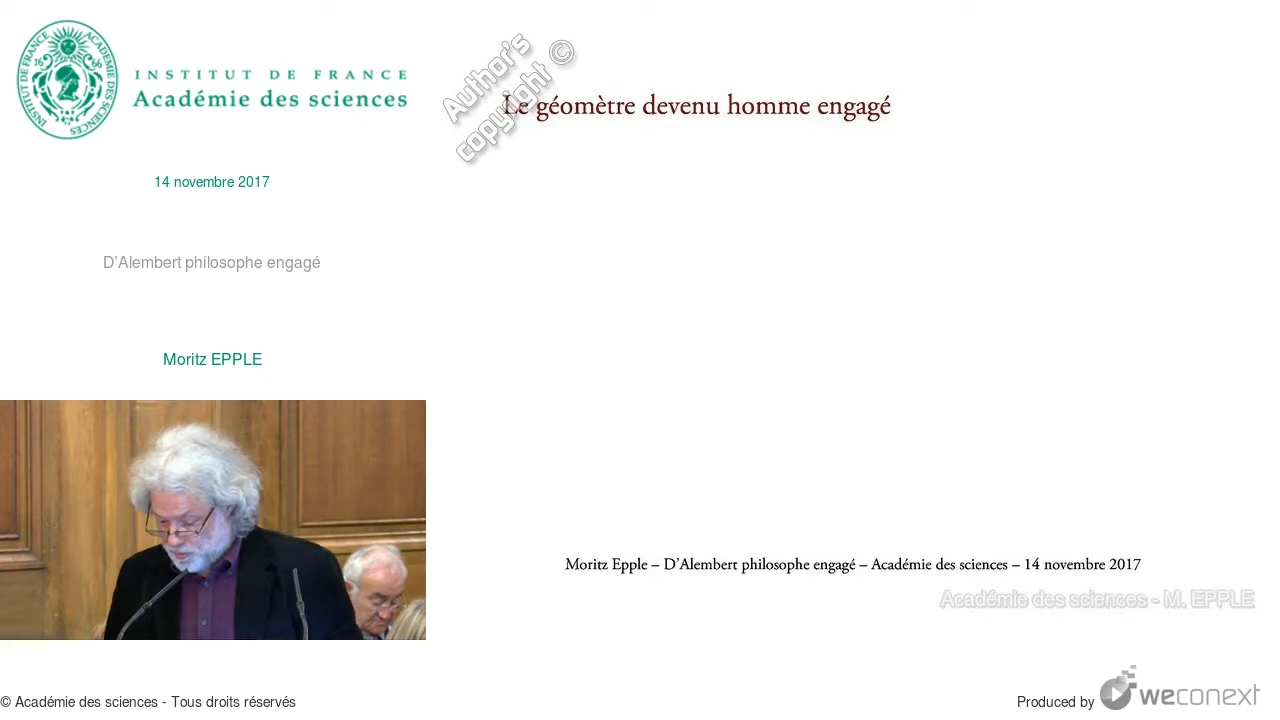 INSTITUT DE FRANCE
Académie des sciences
14 novembre 2017
D'Alembert philosophe engagé
Moritz EPPLE
Author's
copyright ©
Le géomètre devenu homme engagé
Moritz Epple – D'Alembert philosophe engagé – Académie des sciences – 14 novembre 2017
Académie des sciences - M. EPPLE
© Académie des sciences - Tous droits réservés
Produced by weconext